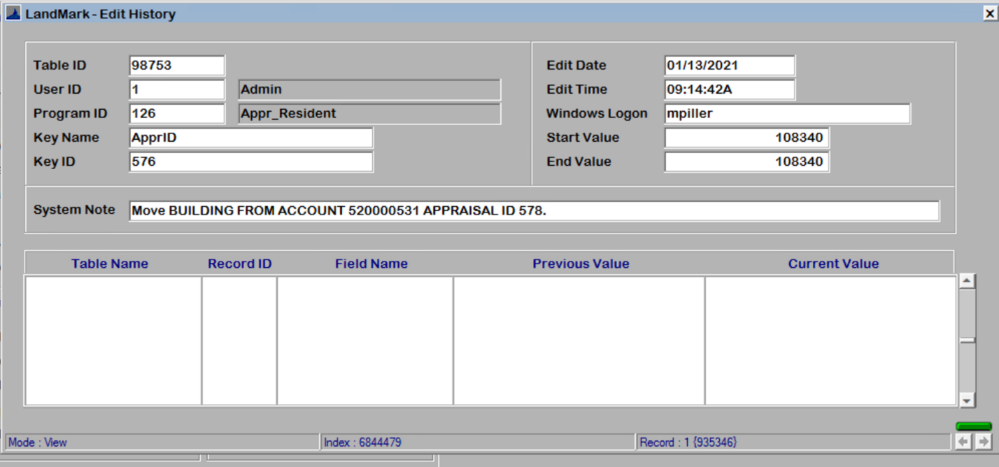 LandMark - Edit History
Table ID 98753
User ID 1 Admin
Program ID 126 Appr_Resident
Key Name ApprID
Key ID 576
Edit Date 01/13/2021
Edit Time 09:14:42A
Windows Logon mpiller
Start Value 108340
End Value 108340
System Note Move BUILDING FROM ACCOUNT 520000531 APPRAISAL ID 578.
Table Name Record ID Field Name Previous Value Current Value
Mode : View Index : 6844479 Record : 1 {935346}